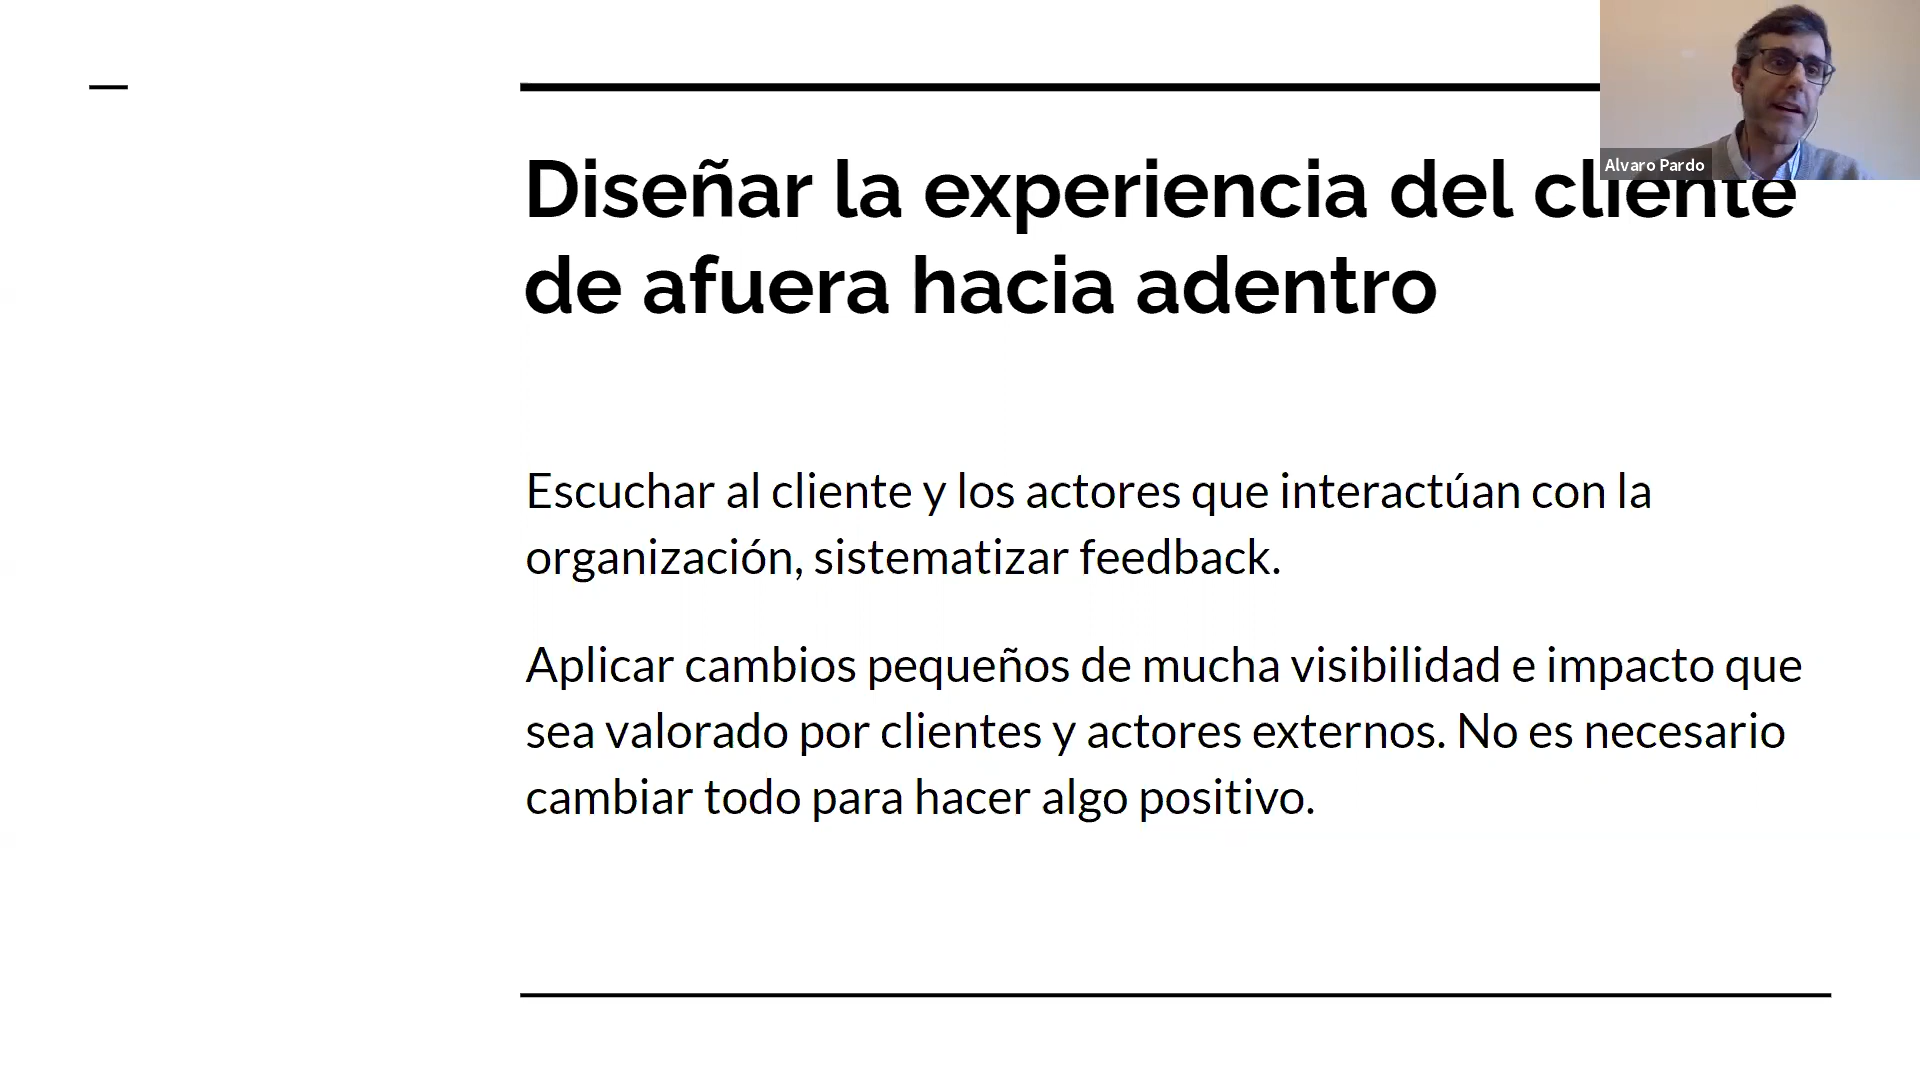 Alvaro Pardo
Diseñar la experiencia del cliente
de afuera hacia adentro
Escuchar al cliente y los actores que interactúan con la
organización, sistematizar feedback.
Aplicar cambios pequeños de mucha visibilidad e impacto que
sea valorado por clientes y actores externos. No es necesario
cambiar todo para hacer algo positivo.